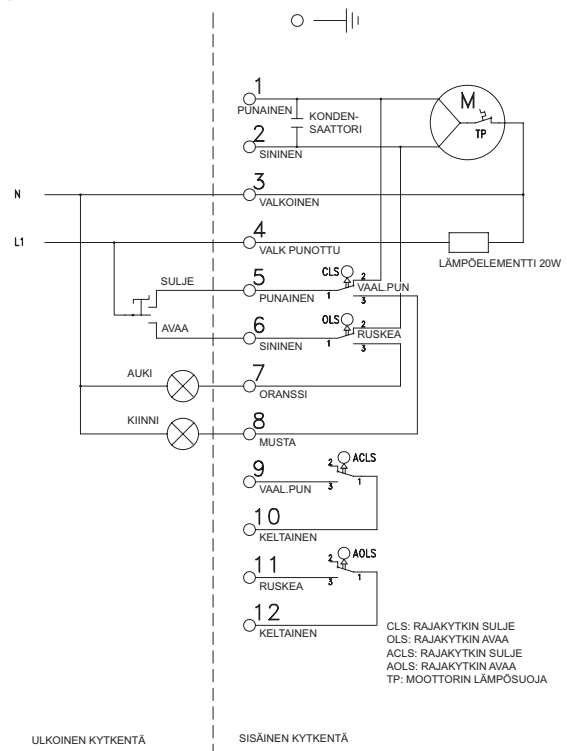 1
PUNAINEN
KONDEN-
SAATTORI
M
TP
2
SININEN
N
3
VALKOINEN
L1
4
VALK PUNOTTU
LÄMPÖELEMENTTI 20W
SULJE
5
PUNAINEN
CLS
1
2
VAAL.PUN
3
AVAA
6
SININEN
OLS
1
2
RUSKEA
3
AUKI
7
ORANSSI
KIINNI
8
MUSTA
9
VAAL.PUN
2
ACLS
3
1
10
KELTAINEN
11
RUSKEA
2
AOLS
3
1
12
KELTAINEN
CLS: RAJAKYTKIN SULJE
OLS: RAJAKYTKIN AVAA
ACLS: RAJAKYTKIN SULJE
AOLS: RAJAKYTKIN AVAA
TP: MOOTTORIN LÄMPÖSUOJA
ULKOINEN KYTKENTÄ
SISÄINEN KYTKENTÄ